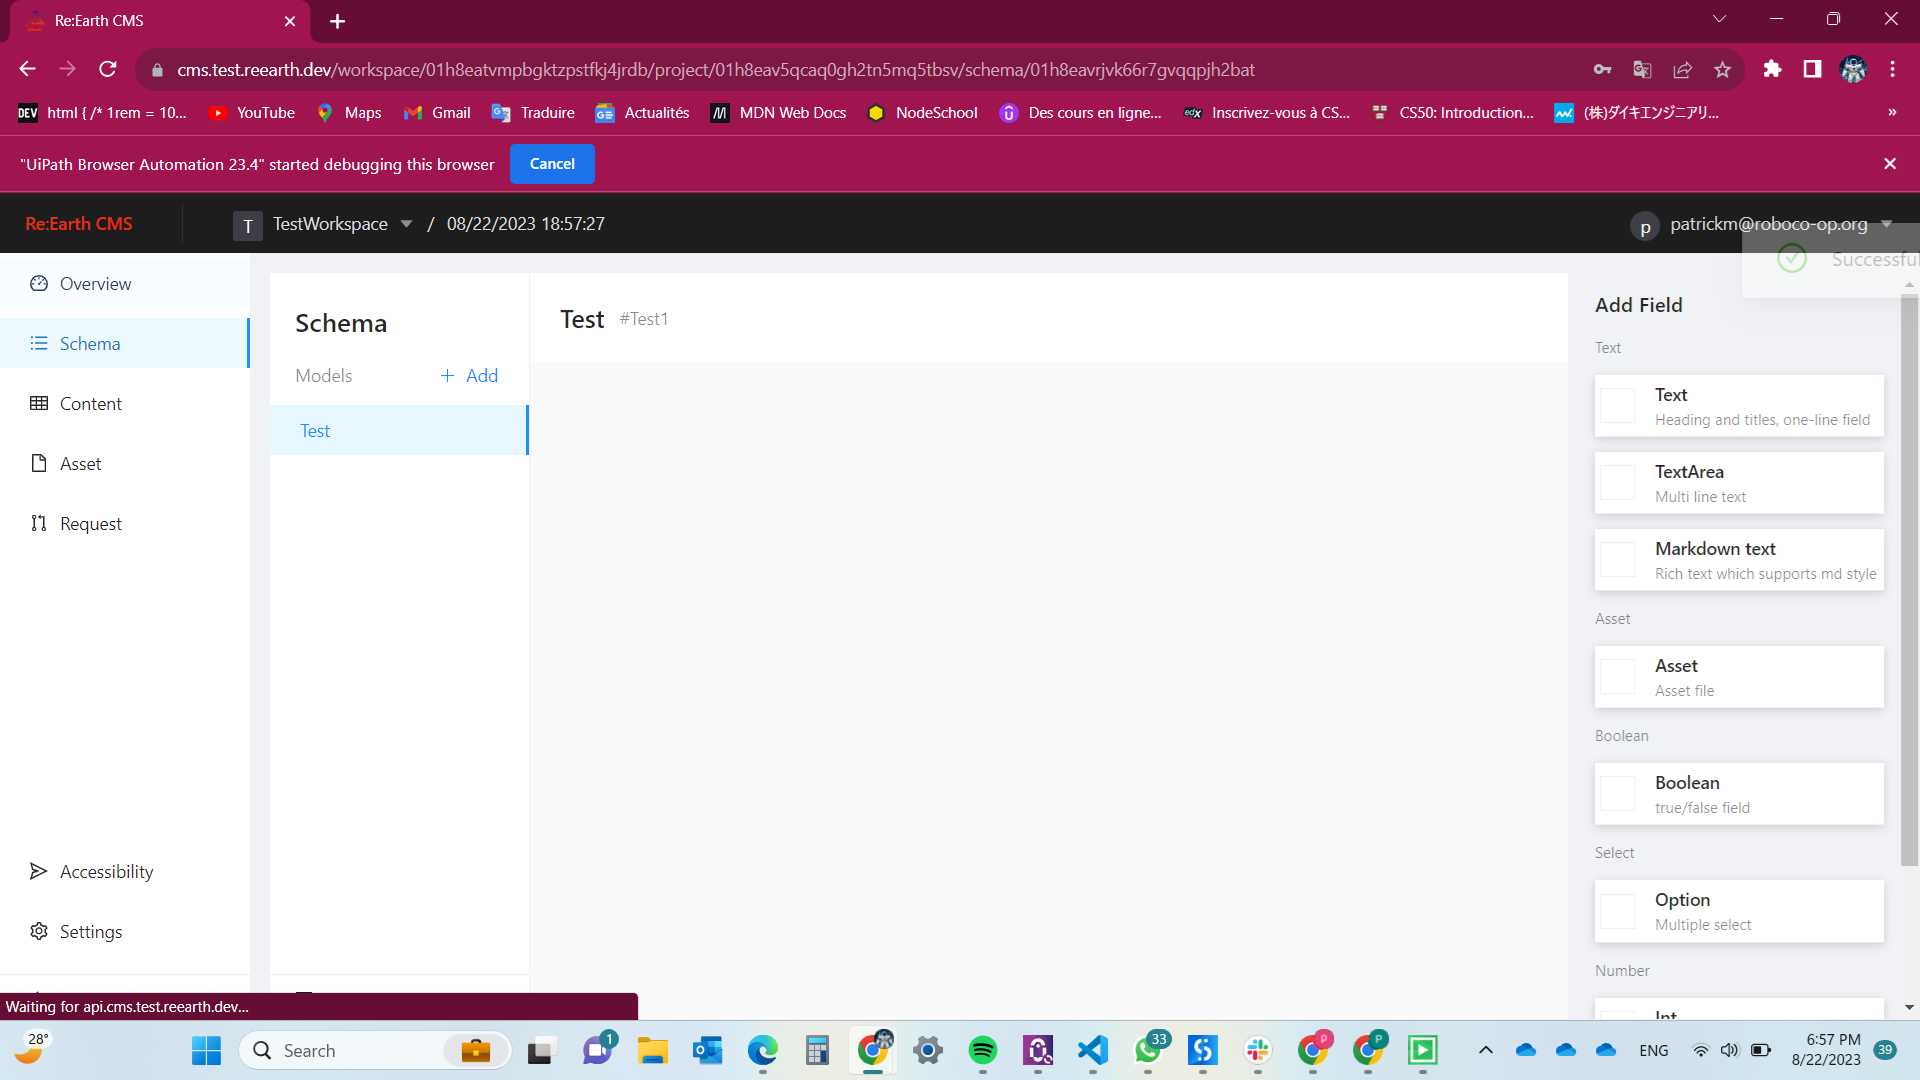 Re:Earth CMS
cms.test.reearth.dev/workspace/01h8eatvmpbgktzpstfkj4jrdb/project/01h8eav5qcaq0gh2tn5mq5tbsv/schema/01h8eavrjvk66r7gvqqpjh2bat
DEV html { /* 1rem = 10... YouTube Maps Gmail Traduire Actualités MDN Web Docs NodeSchool Des cours en ligne... edX Inscrivez-vous à CS... CS50: Introduction... (株)ダイキエンジニアリ... »
"UiPath Browser Automation 23.4" started debugging this browser Cancel
Re:Earth CMS T TestWorkspace / 08/22/2023 18:57:27 p patrickm@roboco-op.org
Successful
Overview
Schema
Content
Asset
Request
Accessibility
Settings
Schema
Models + Add
Test
Test #Test1
Add Field
Text
Text
Heading and titles, one-line field
TextArea
Multi line text
Markdown text
Rich text which supports md style
Asset
Asset
Asset file
Boolean
Boolean
true/false field
Select
Option
Multiple select
Number
Int
Waiting for api.cms.test.reearth.dev...
28° Search 1 33 P P ENG 6:57 PM
8/22/2023 39